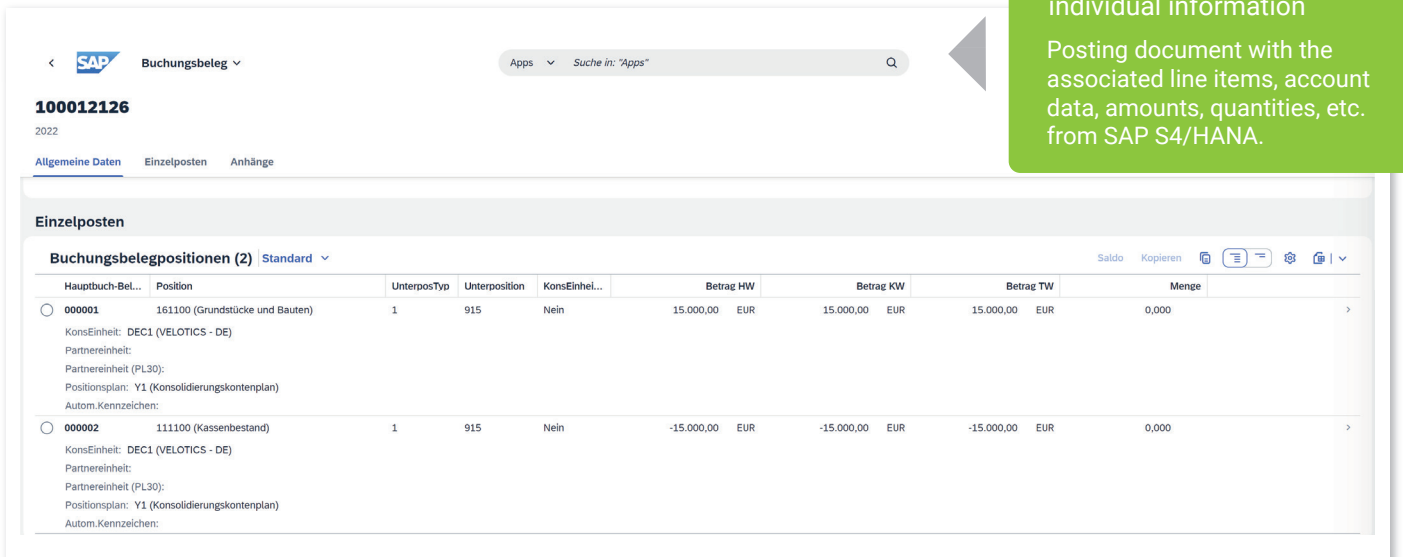 individual information
Posting document with the
associated line items, account
data, amounts, quantities, etc.
from SAP S4/HANA.
SAP Buchungsbeleg Apps Suche in: "Apps"
100012126
2022
Allgemeine Daten Einzelposten Anhänge
Einzelposten
Buchungsbelegpositionen (2) Standard Saldo Kopieren
Hauptbuch-Bel... Position UnterposTyp Unterposition KonsEinhei... Betrag HW Betrag KW Betrag TW Menge
000001 161100 (Grundstücke und Bauten) 1 915 Nein 15.000,00 EUR 15.000,00 EUR 15.000,00 EUR 0,000
KonsEinheit: DEC1 (VELOTICS - DE)
Partnereinheit:
Partnereinheit (PL30):
Positionsplan: Y1 (Konsolidierungskontenplan)
Autom.Kennzeichen:
000002 111100 (Kassenbestand) 1 915 Nein -15.000,00 EUR -15.000,00 EUR -15.000,00 EUR 0,000
KonsEinheit: DEC1 (VELOTICS - DE)
Partnereinheit:
Partnereinheit (PL30):
Positionsplan: Y1 (Konsolidierungskontenplan)
Autom.Kennzeichen: